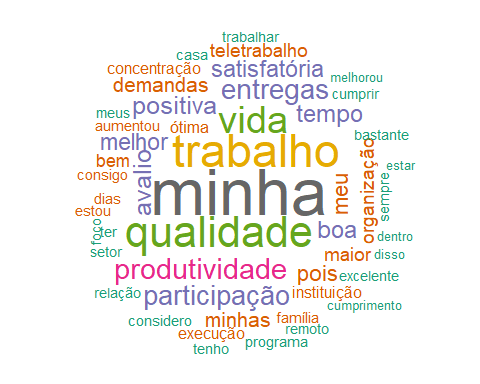 trabalhar
casa teletrabalho
concentração satisfatória melhorou
demandas entregas cumprir
meus positiva vida tempo
aumentou ótima bastante
melhor trabalho
bem organização
consigo avalio minha meu sempre estar
dias
estou qualidade boa
foco ter dentro
setor maior disso
produtividade pois excelente
relação participação instituição
cumprimento
considero minhas família
execução remoto
tenho programa